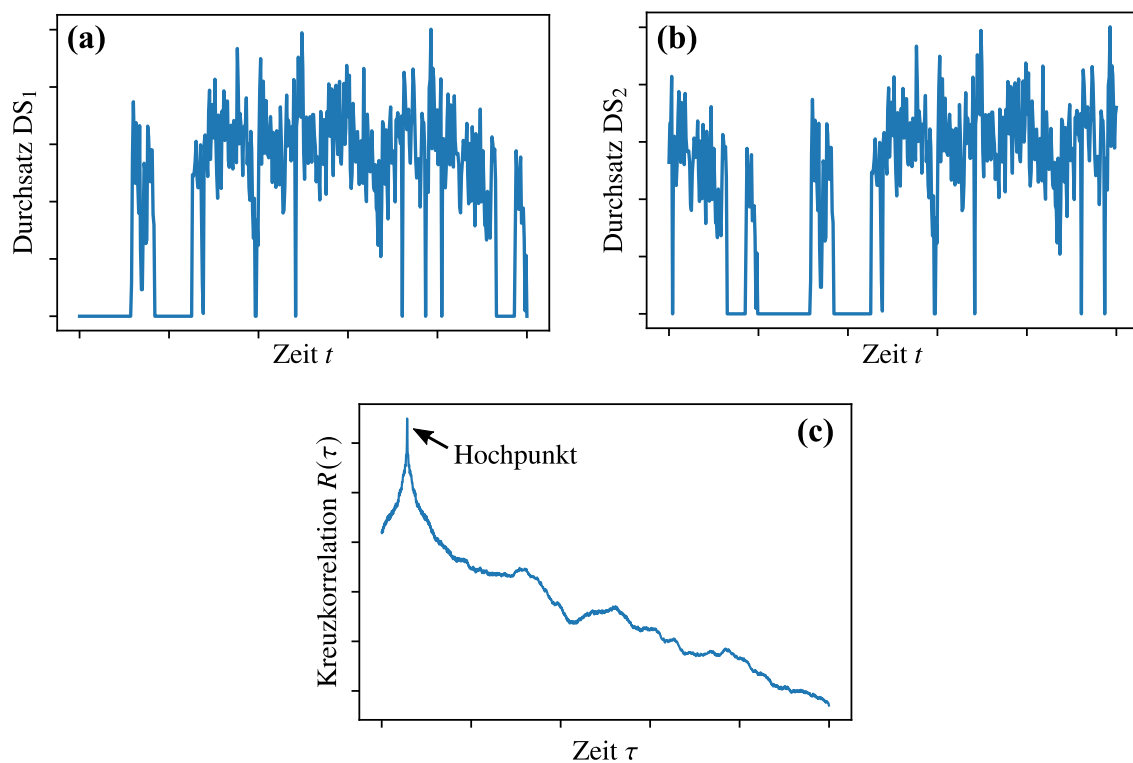 (a)
Durchsatz DS₁
Zeit t
(b)
Durchsatz DS₂
Zeit t
(c)
Hochpunkt
Kreuzkorrelation R(τ)
Zeit τ